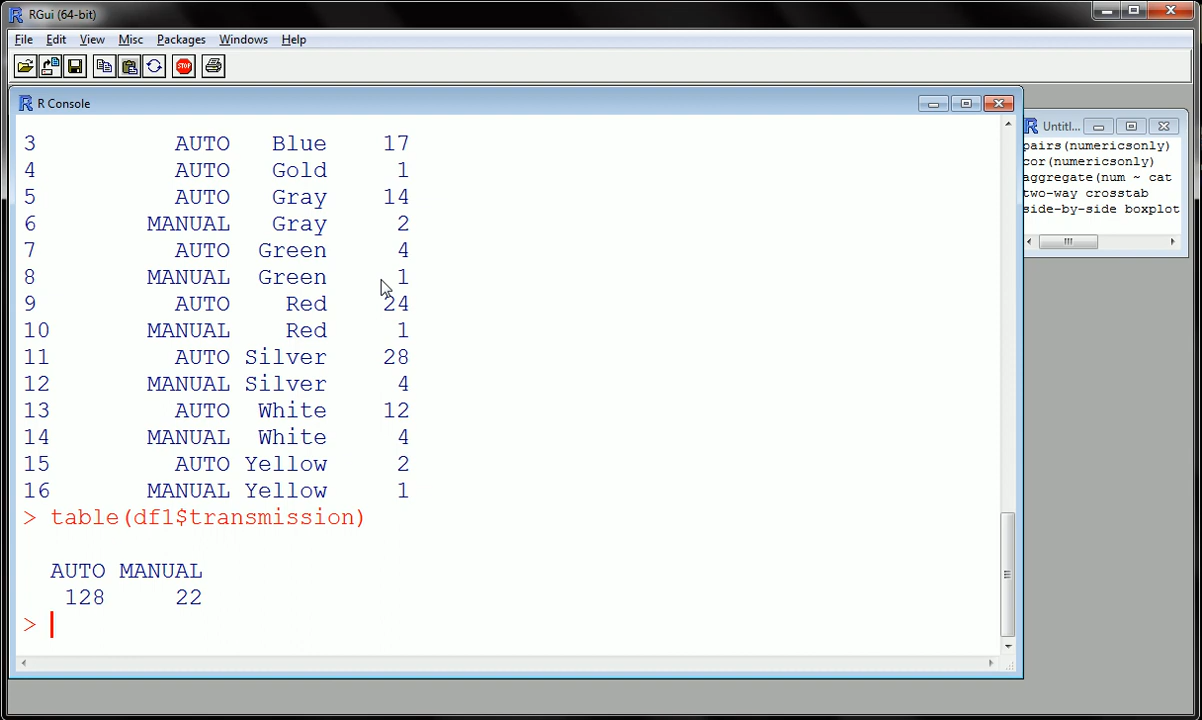 RGui (64-bit)
File Edit View Misc Packages Windows Help
STOP
R Console
3 AUTO Blue 17
4 AUTO Gold 1
5 AUTO Gray 14
6 MANUAL Gray 2
7 AUTO Green 4
8 MANUAL Green 1
9 AUTO Red 24
10 MANUAL Red 1
11 AUTO Silver 28
12 MANUAL Silver 4
13 AUTO White 12
14 MANUAL White 4
15 AUTO Yellow 2
16 MANUAL Yellow 1
> table(df1$transmission)
AUTO MANUAL
128 22
>
Untitl...
pairs(numericsonly)
cor(numericsonly)
aggregate(num ~ cat
two-way crosstab
side-by-side boxplot